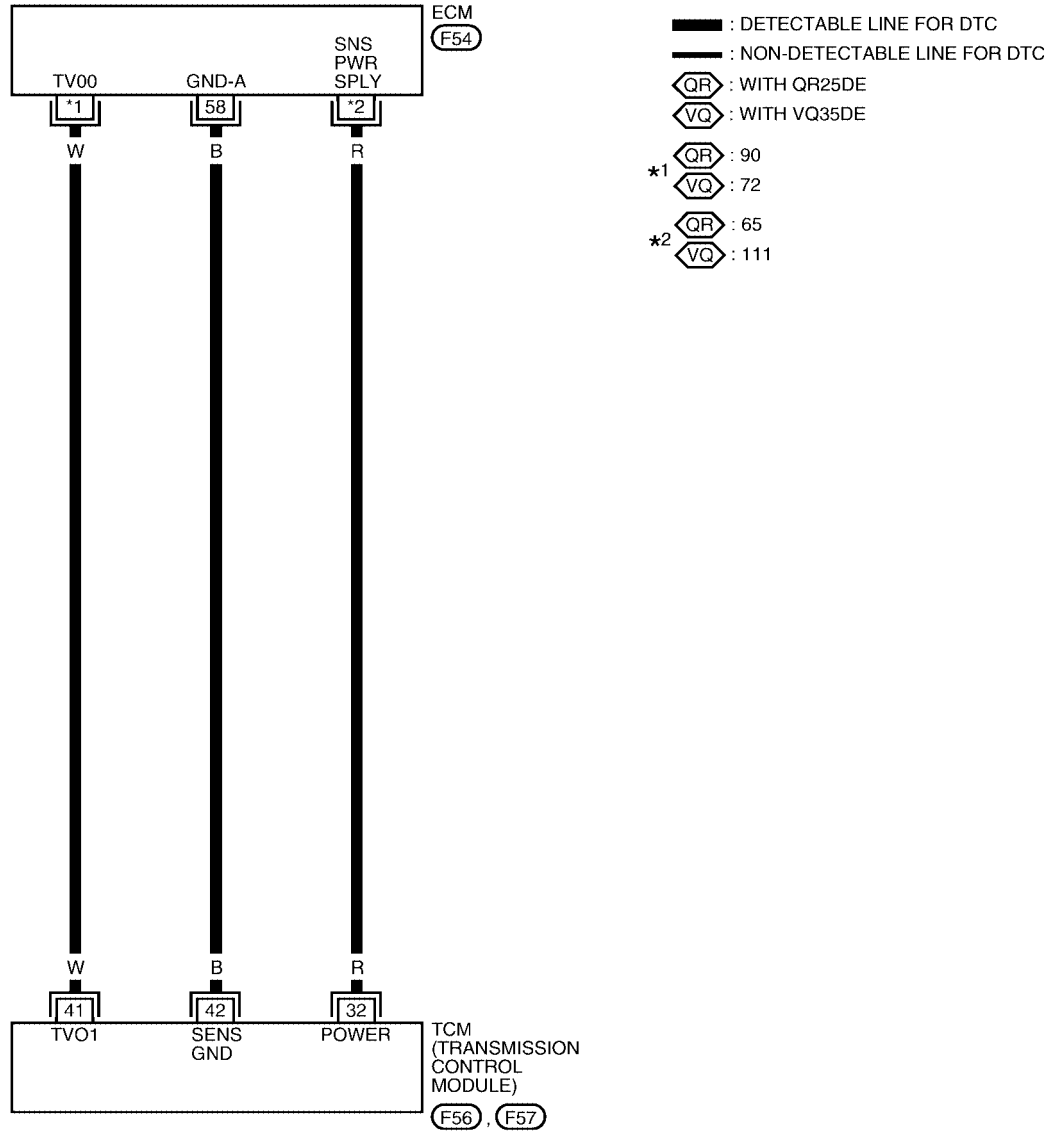 ECM
F54
TV00
GND-A
SNS
PWR
SPLY
*1
58
*2
W
B
R
: DETECTABLE LINE FOR DTC
: NON-DETECTABLE LINE FOR DTC
QR : WITH QR25DE
VQ : WITH VQ35DE
*1
QR : 90
VQ : 72
*2
QR : 65
VQ : 111
W
B
R
41
42
32
TVO1
SENS
GND
POWER
TCM
(TRANSMISSION
CONTROL
MODULE)
F56 , F57